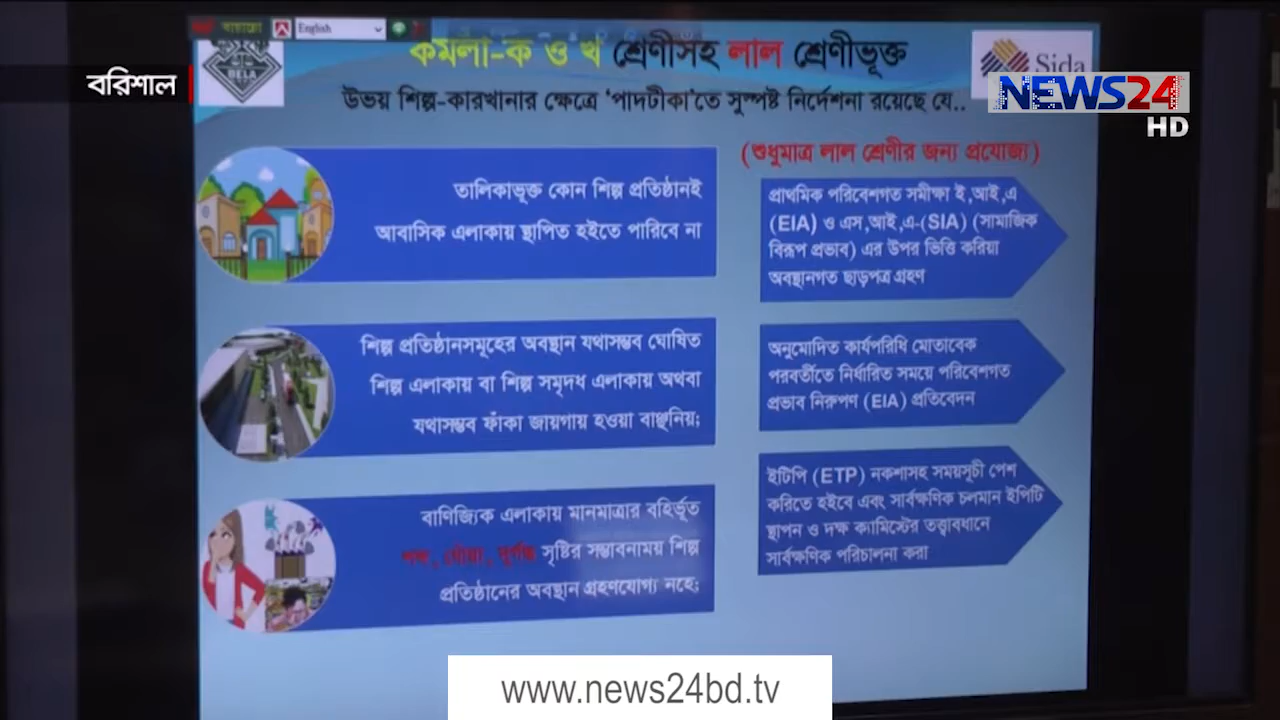 বরিশাল
NEWS24
HD
English
BELA
Sida
কমলা-ক ও খ শ্রেণীসহ লাল শ্রেণীভূক্ত
উভয় শিল্প-কারখানার ক্ষেত্রে ‘পাদটীকা’তে সুস্পষ্ট নির্দেশনা রয়েছে যে..
তালিকাভূক্ত কোন শিল্প প্রতিষ্ঠানই
আবাসিক এলাকায় স্থাপিত হইতে পারিবে না
শিল্প প্রতিষ্ঠানসমূহের অবস্থান যথাসম্ভব ঘোষিত
শিল্প এলাকায় বা শিল্প সমৃদধ এলাকায় অথবা
যথাসম্ভব ফাঁকা জায়গায় হওয়া বাঞ্ছনিয়;
বাণিজ্যিক এলাকায় মানমাত্রার বহির্ভূত
শব্দ, ধোঁয়া, দুর্গন্ধ সৃষ্টির সম্ভাবনাময় শিল্প
প্রতিষ্ঠানের অবস্থান গ্রহণযোগ্য নহে;
(শুধুমাত্র লাল শ্রেণীর জন্য প্রযোজ্য)
প্রাথমিক পরিবেশগত সমীক্ষা ই,আই,এ
(EIA) ও এস,আই,এ-(SIA) (সামাজিক
বিরূপ প্রভাব) এর উপর ভিত্তি করিয়া
অবস্থানগত ছাড়পত্র গ্রহণ
অনুমোদিত কার্যপরিধি মোতাবেক
পরবর্তীতে নির্ধারিত সময়ে পরিবেশগত
প্রভাব নিরুপণ (EIA) প্রতিবেদন
ইটিপি (ETP) নকশাসহ সময়সূচী পেশ
করিতে হইবে এবং সার্বক্ষণিক চলমান ইপিটি
স্থাপন ও দক্ষ ক্যামিস্টের তত্ত্বাবধানে
সার্বক্ষণিক পরিচালনা করা
www.news24bd.tv